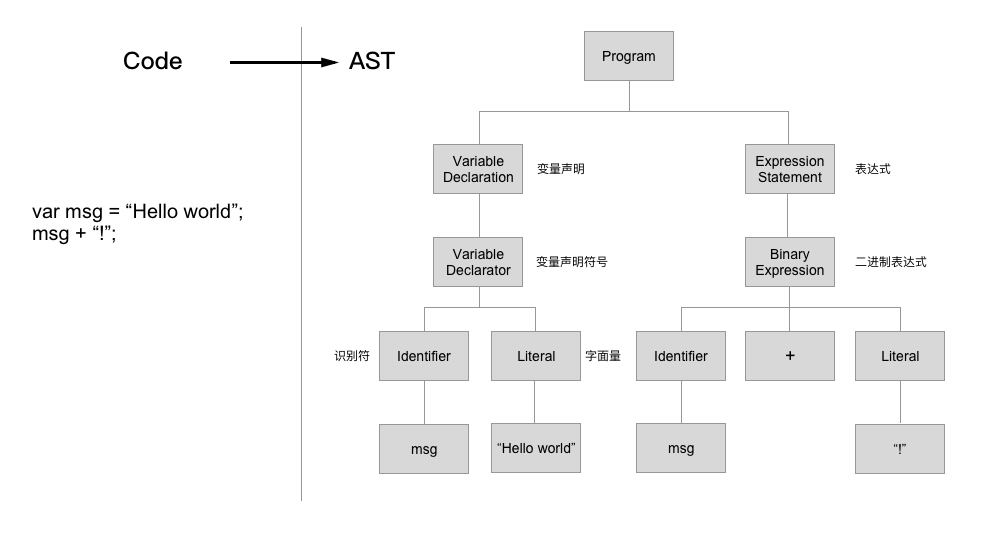 Code
AST
Program
var msg = “Hello world”;
msg + “!”;
Variable
Declaration
变量声明
Expression
Statement
表达式
Variable
Declarator
变量声明符号
Binary
Expression
二进制表达式
识别符
Identifier
Literal
字面量
Identifier
+
Literal
msg
“Hello world”
msg
“!”